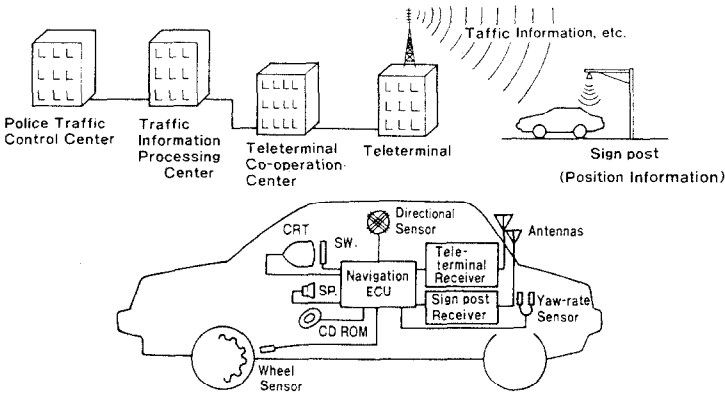 Taffic Information, etc.
Police Traffic
Control Center
Traffic
Information
Processing
Center
Teleterminal
Co-operation
Center
Teleterminal
Sign post
(Position Information)
CRT
SW.
Directional
Sensor
Antennas
Navigation
ECU
Tele-
terminal
Receiver
SP.
Sign post
Receiver
Yaw-rate
Sensor
CD ROM
Wheel
Sensor